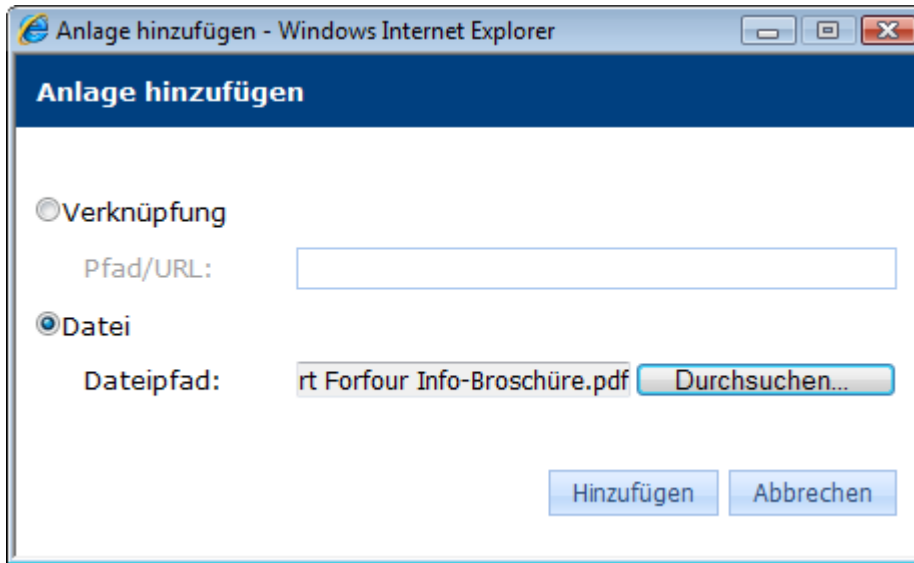 Anlage hinzufügen - Windows Internet Explorer
Anlage hinzufügen
Verknüpfung
Pfad/URL:
Datei
Dateipfad: rt Forfour Info-Broschüre.pdf Durchsuchen...
Hinzufügen Abbrechen